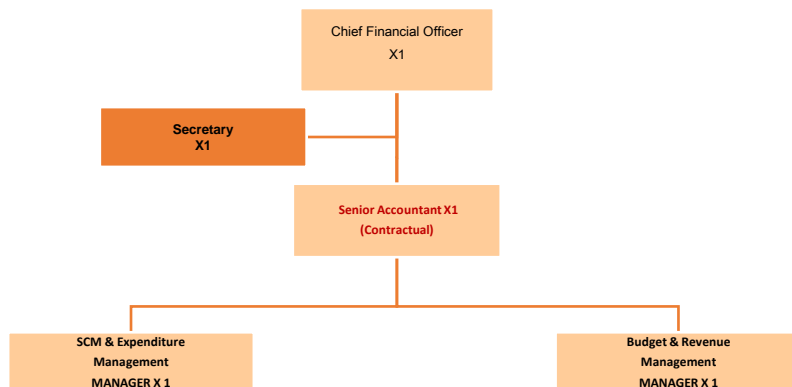 Chief Financial Officer
X1
Secretary
X1
Senior Accountant X1
(Contractual)
SCM & Expenditure
Management
MANAGER X 1
Budget & Revenue
Management
MANAGER X 1